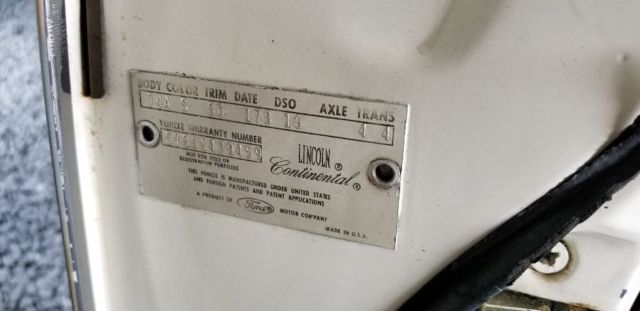 BODY COLOR TRIM DATE DSO AXLE TRANS
17B 15 4 4
VEHICLE WARRANTY NUMBER
NOT FOR TITLE OR
REGISTRATION PURPOSES
LINCOLN ®
Continental ®
THIS VEHICLE IS MANUFACTURED UNDER UNITED STATES
AND FOREIGN PATENTS AND PATENT APPLICATIONS
A PRODUCT OF Ford ® MOTOR COMPANY
MADE IN U.S.A.